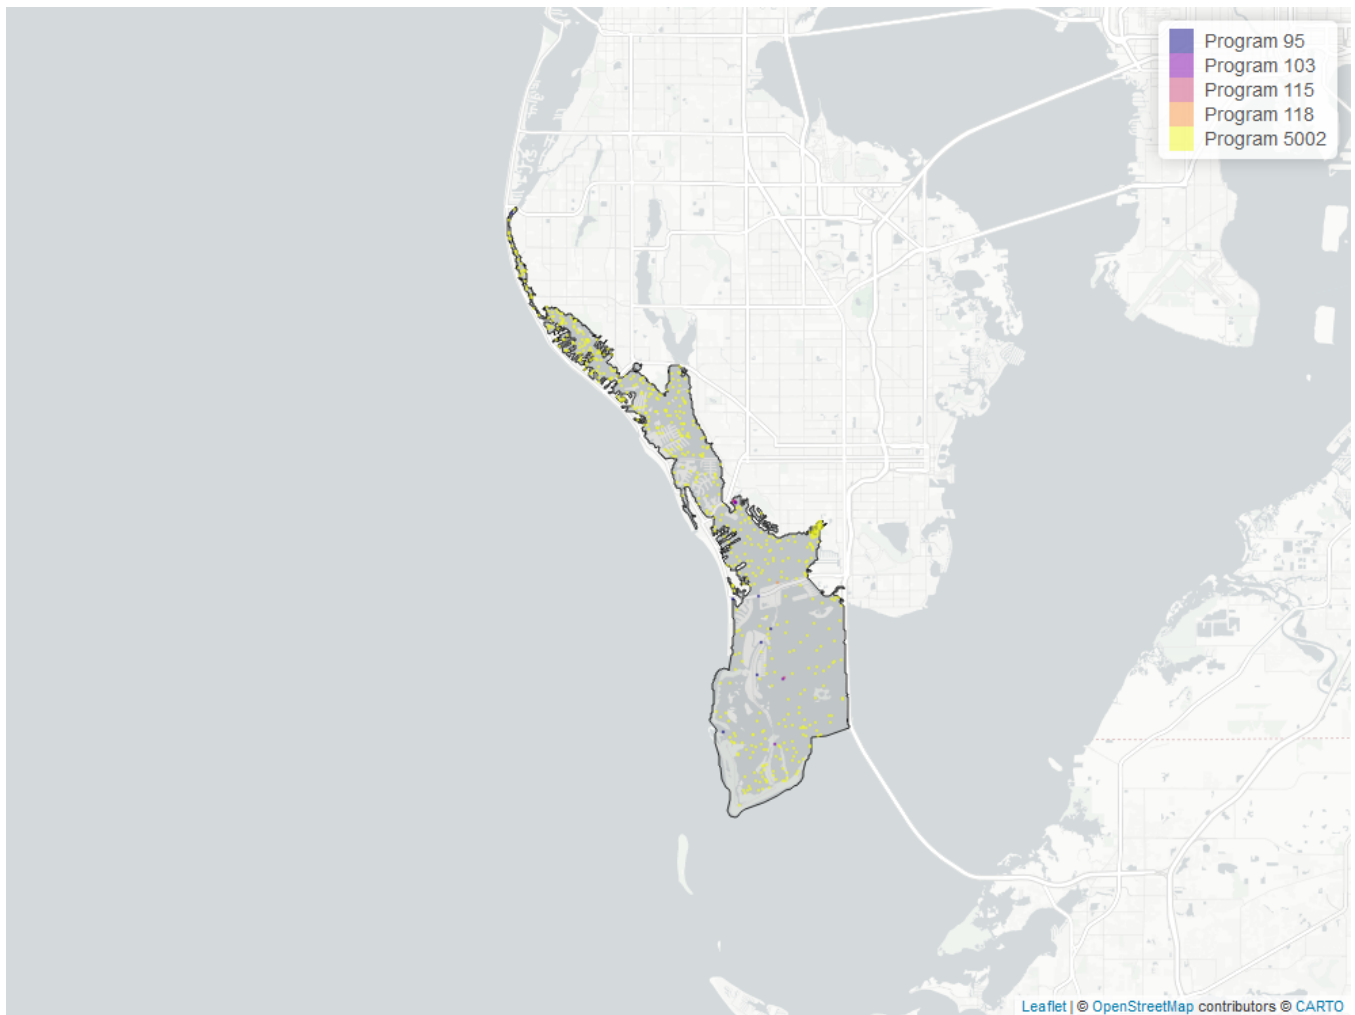 Program 95
Program 103
Program 115
Program 118
Program 5002
Leaflet | © OpenStreetMap contributors © CARTO